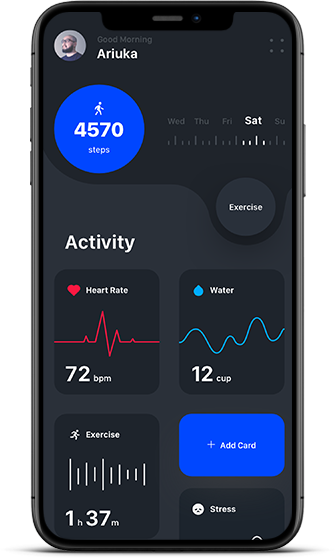 Good Morning
Ariuka
4570
steps
Wed Thu Fri Sat Su
Exercise
Activity
Heart Rate
72 bpm
Water
12 cup
Exercise
1 h 37 m
+ Add Card
Stress